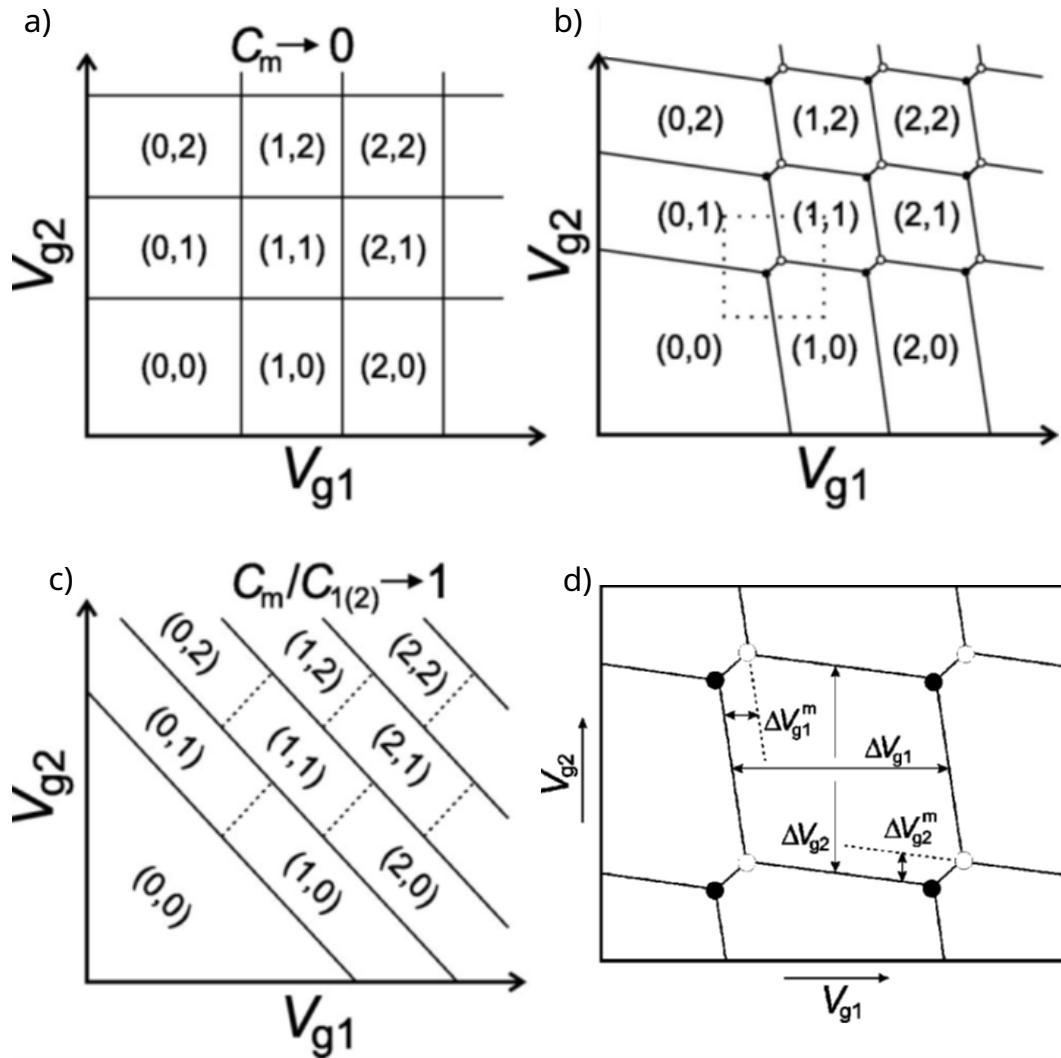 a)
C_m → 0
V_g2
(0,2) (1,2) (2,2)
(0,1) (1,1) (2,1)
(0,0) (1,0) (2,0)
V_g1
b)
V_g2
(0,2) (1,2) (2,2)
(0,1) (1,1) (2,1)
(0,0) (1,0) (2,0)
V_g1
c)
C_m/C_1(2) → 1
V_g2
(0,2) (1,2) (2,2)
(0,1) (1,1) (2,1)
(0,0) (1,0) (2,0)
V_g1
d)
V_g2
ΔV_g1^m
ΔV_g1
ΔV_g2
ΔV_g2^m
V_g1